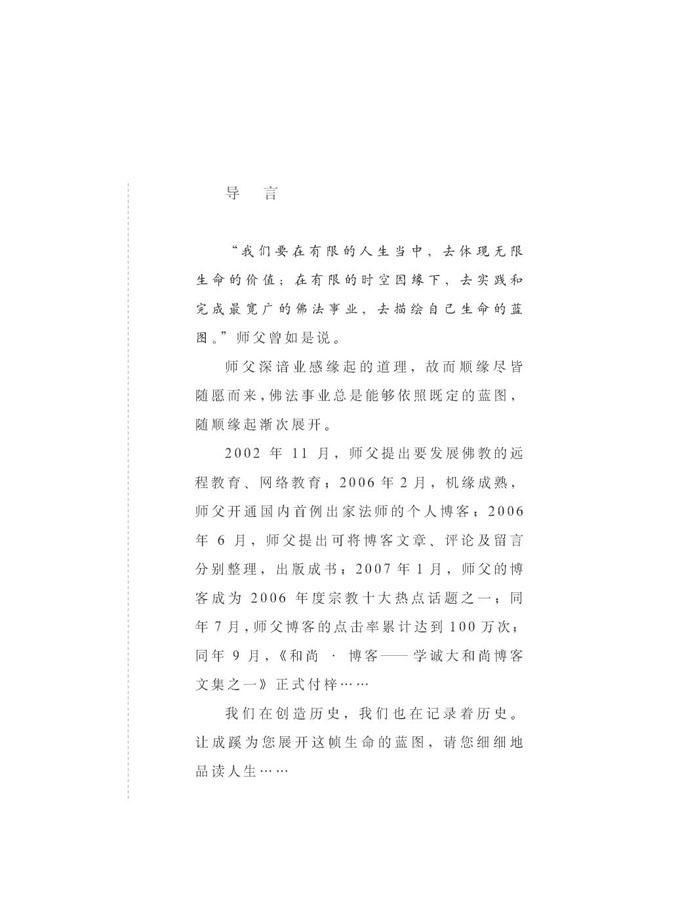 导 言
“我们要在有限的人生当中，去体现无限
生命的价值；在有限的时空因缘下，去实践和
完成最宽广的佛法事业，去描绘自己生命的蓝
图。”师父曾如是说。
师父深谙业感缘起的道理，故而顺缘尽皆
随愿而来，佛法事业总是能够依照既定的蓝图，
随顺缘起渐次展开。
2002 年 11 月，师父提出要发展佛教的远
程教育、网络教育；2006 年 2 月，机缘成熟，
师父开通国内首例出家法师的个人博客；2006
年 6 月，师父提出可将博客文章、评论及留言
分别整理，出版成书；2007 年 1 月，师父的博
客成为 2006 年度宗教十大热点话题之一；同
年 7 月，师父博客的点击率累计达到 100 万次；
同年 9 月，《和尚 · 博客——学诚大和尚博客
文集之一》正式付梓……
我们在创造历史，我们也在记录着历史。
让成蹊为您展开这帧生命的蓝图，请您细细地
品读人生……